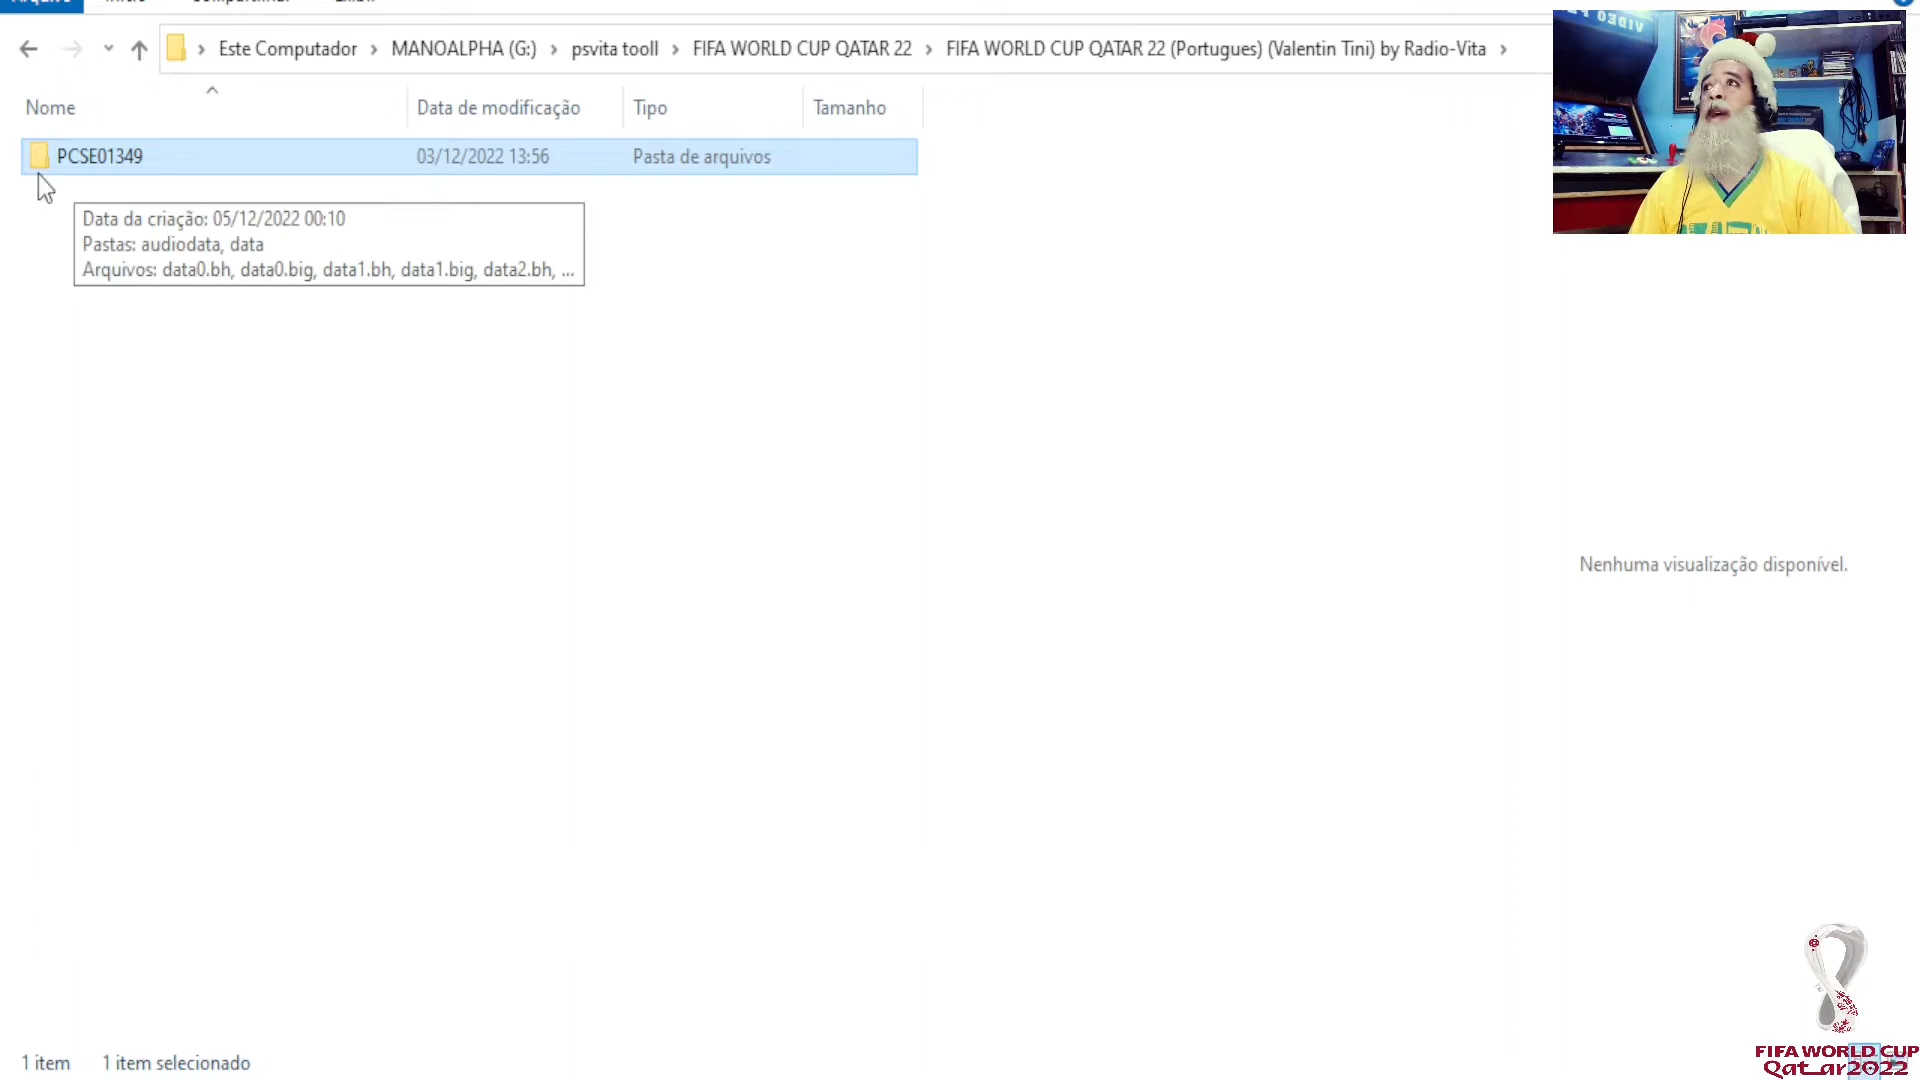 Este Computador › MANOALPHA (G:) › psvita tooll › FIFA WORLD CUP QATAR 22 › FIFA WORLD CUP QATAR 22 (Portugues) (Valentin Tini) by Radio-Vita ›
Nome Data de modificação Tipo Tamanho
PCSE01349 03/12/2022 13:56 Pasta de arquivos
Data da criação: 05/12/2022 00:10
Pastas: audiodata, data
Arquivos: data0.bh, data0.big, data1.bh, data1.big, data2.bh, ...
Nenhuma visualização disponível.
FIFA WORLD CUP
Qatar2022
1 item 1 item selecionado